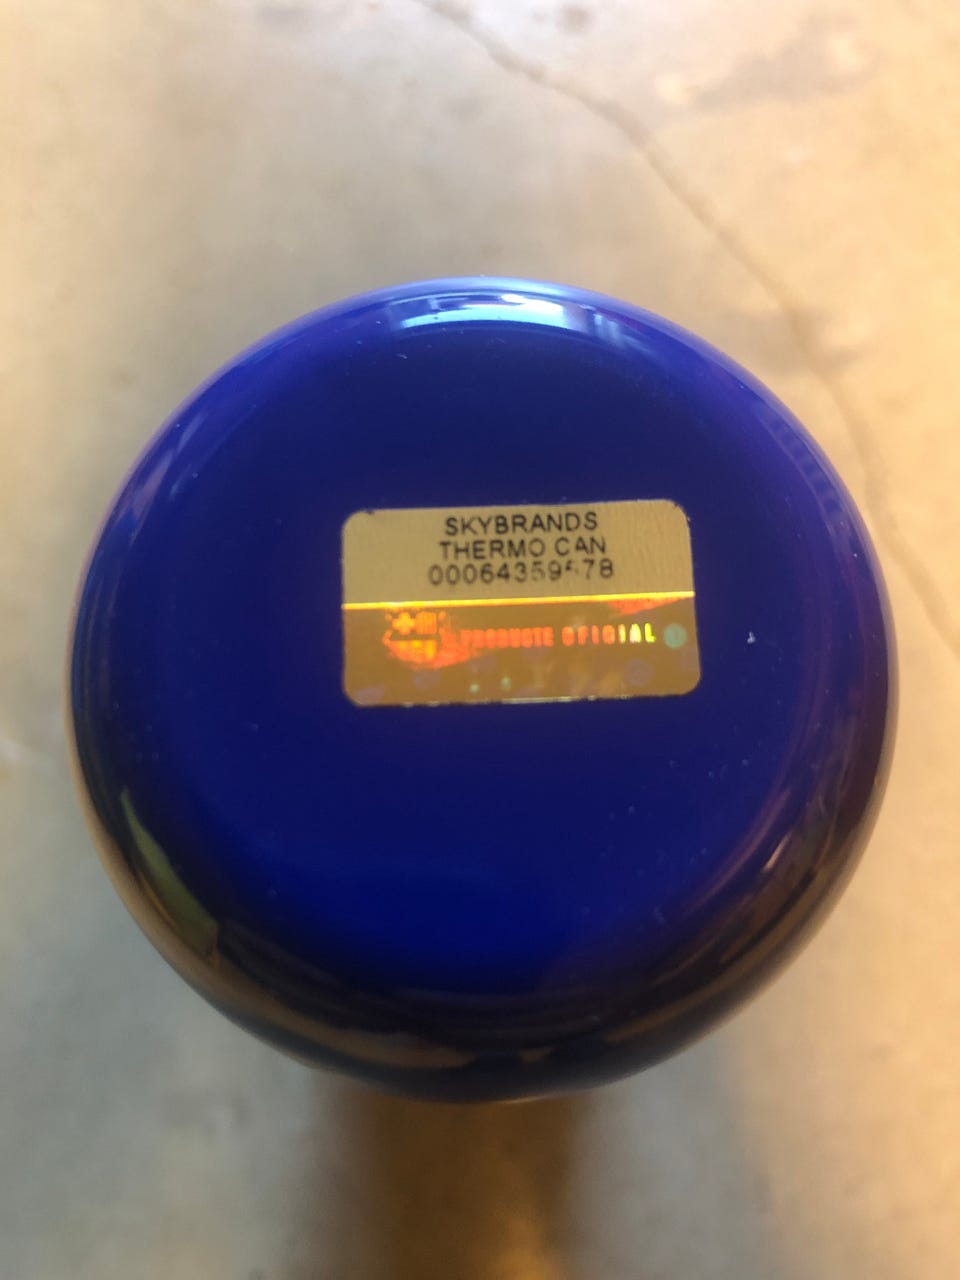 SKYBRANDS
THERMO CAN
PRODUCTE OFICIAL